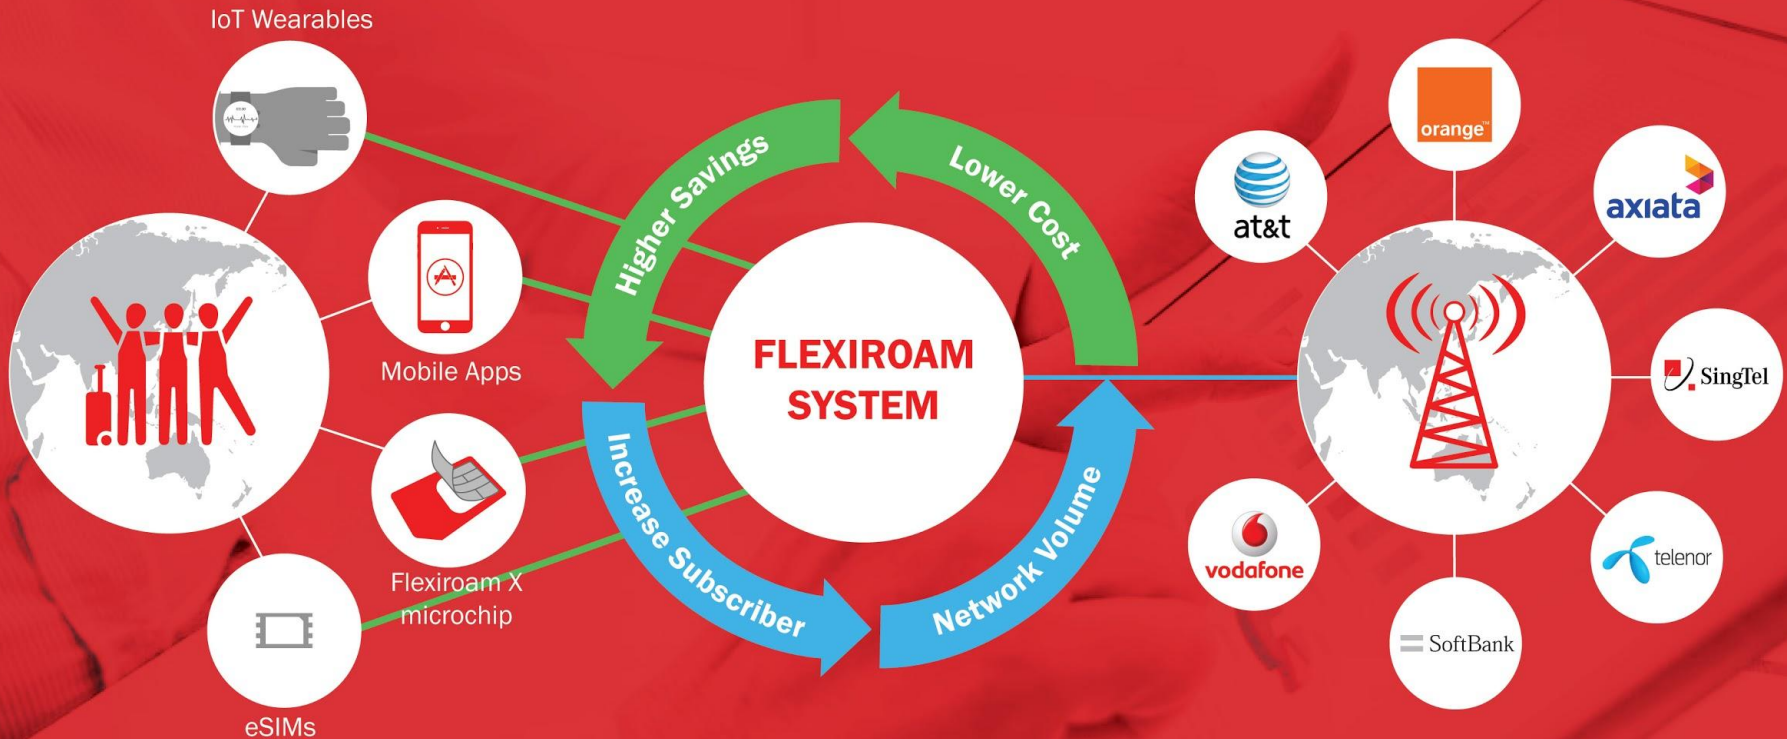 IoT Wearables
Mobile Apps
Flexiroam X
microchip
eSIMs
Higher Savings
Lower Cost
FLEXIROAM
SYSTEM
Increase Subscriber
Network Volume
orange™
at&t
axiata
SingTel
vodafone
telenor
SoftBank